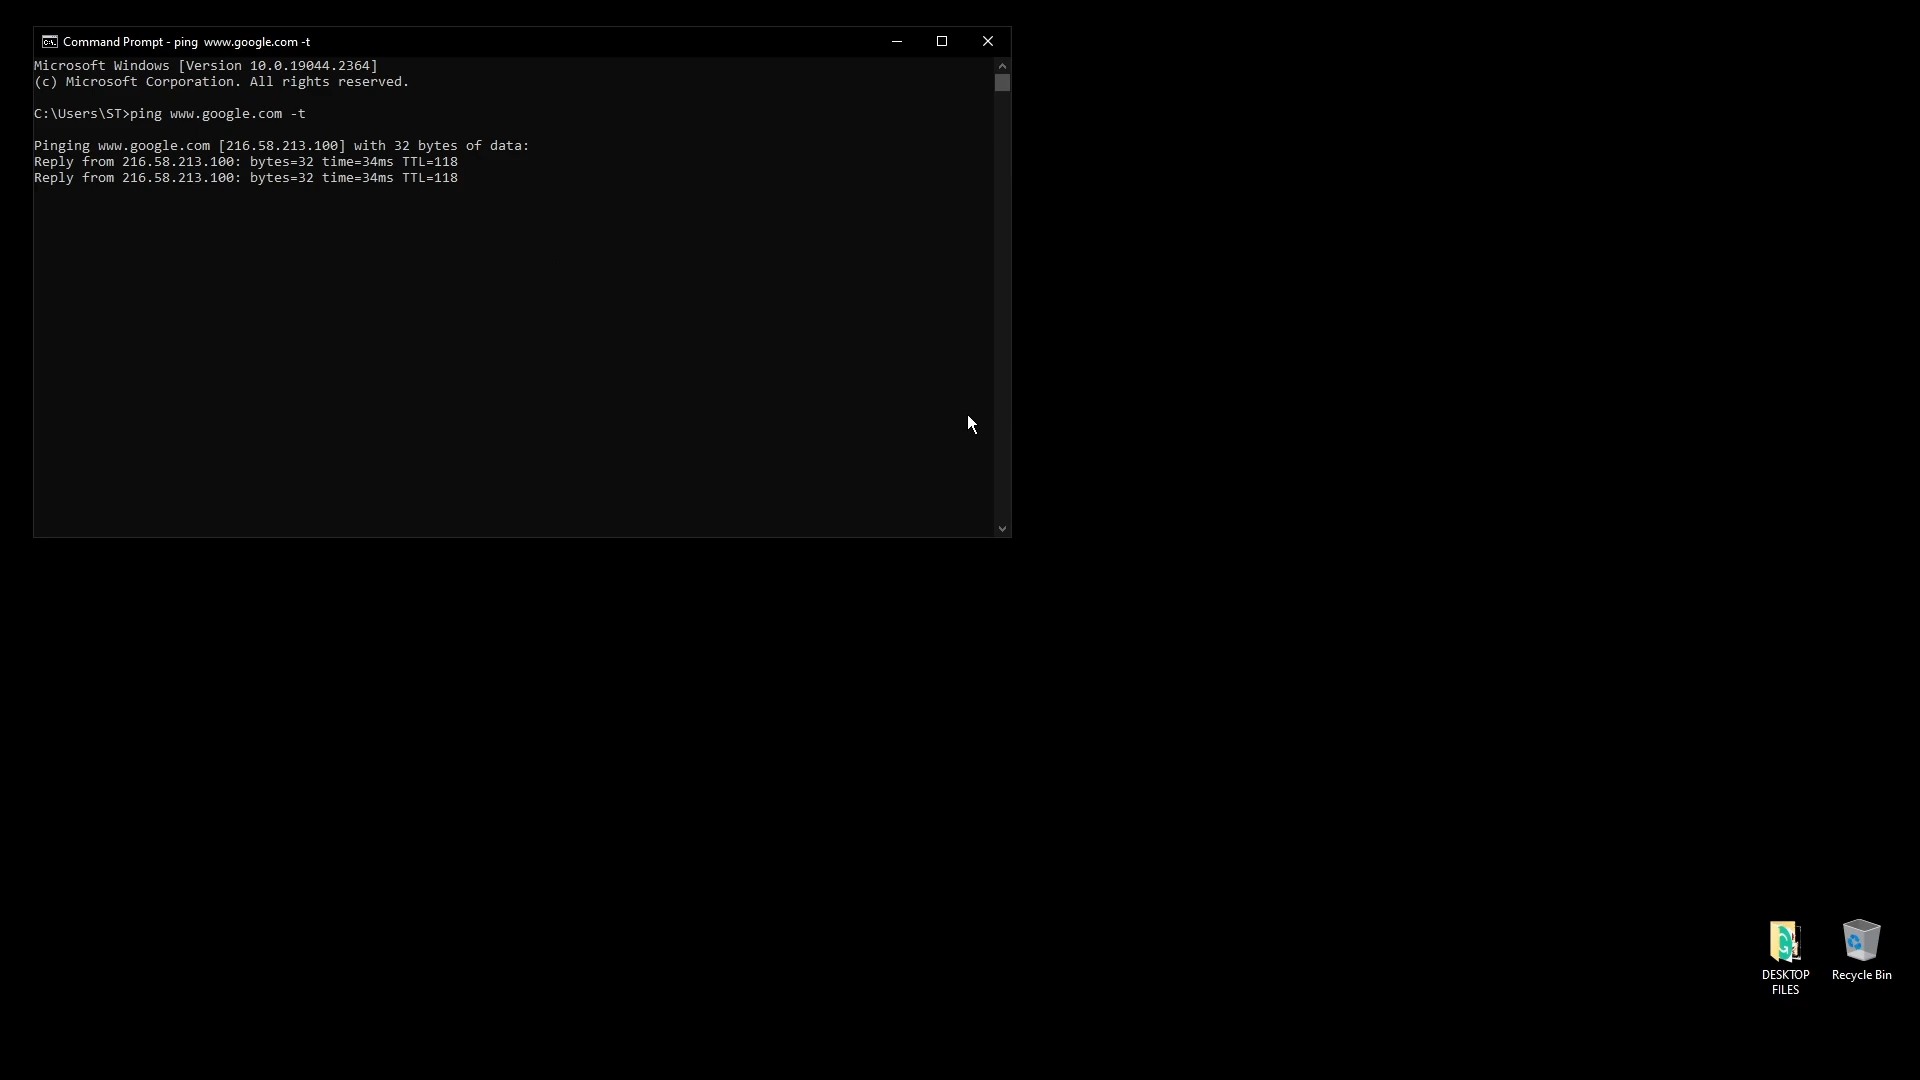 Command Prompt - ping  www.google.com -t
Microsoft Windows [Version 10.0.19044.2364]
(c) Microsoft Corporation. All rights reserved.
C:\Users\ST>ping www.google.com -t
Pinging www.google.com [216.58.213.100] with 32 bytes of data:
Reply from 216.58.213.100: bytes=32 time=34ms TTL=118
Reply from 216.58.213.100: bytes=32 time=34ms TTL=118
DESKTOP
FILES
Recycle Bin